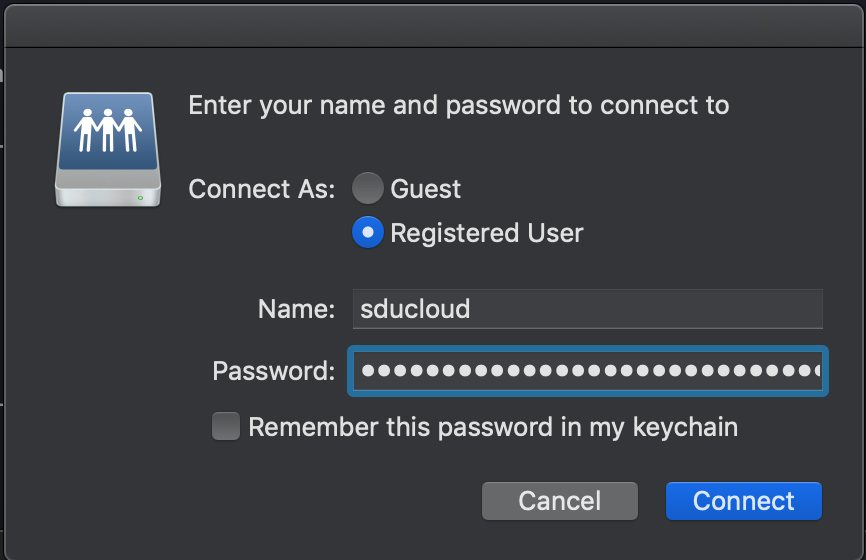 Enter your name and password to connect to
Connect As: Guest
Registered User
Name: sducloud
Password: ●●●●●●●●●●●●●●●●●●●●●●●●●●●●●
Remember this password in my keychain
Cancel Connect